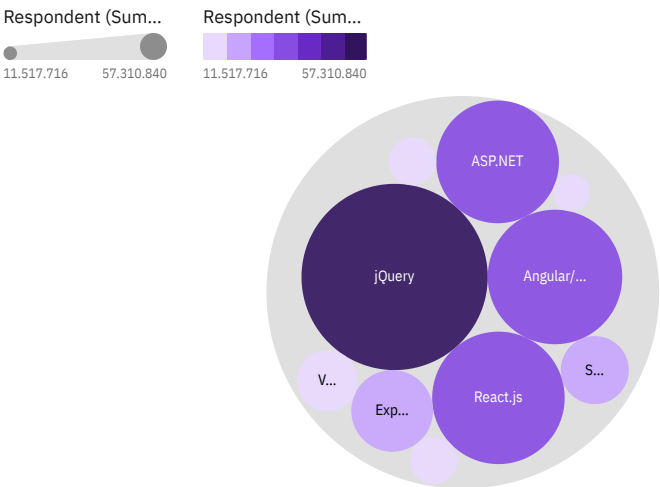 Respondent (Sum...
Respondent (Sum...
11.517.716
57.310.840
11.517.716
57.310.840
ASP.NET
jQuery
Angular/...
S...
V...
React.js
Exp...